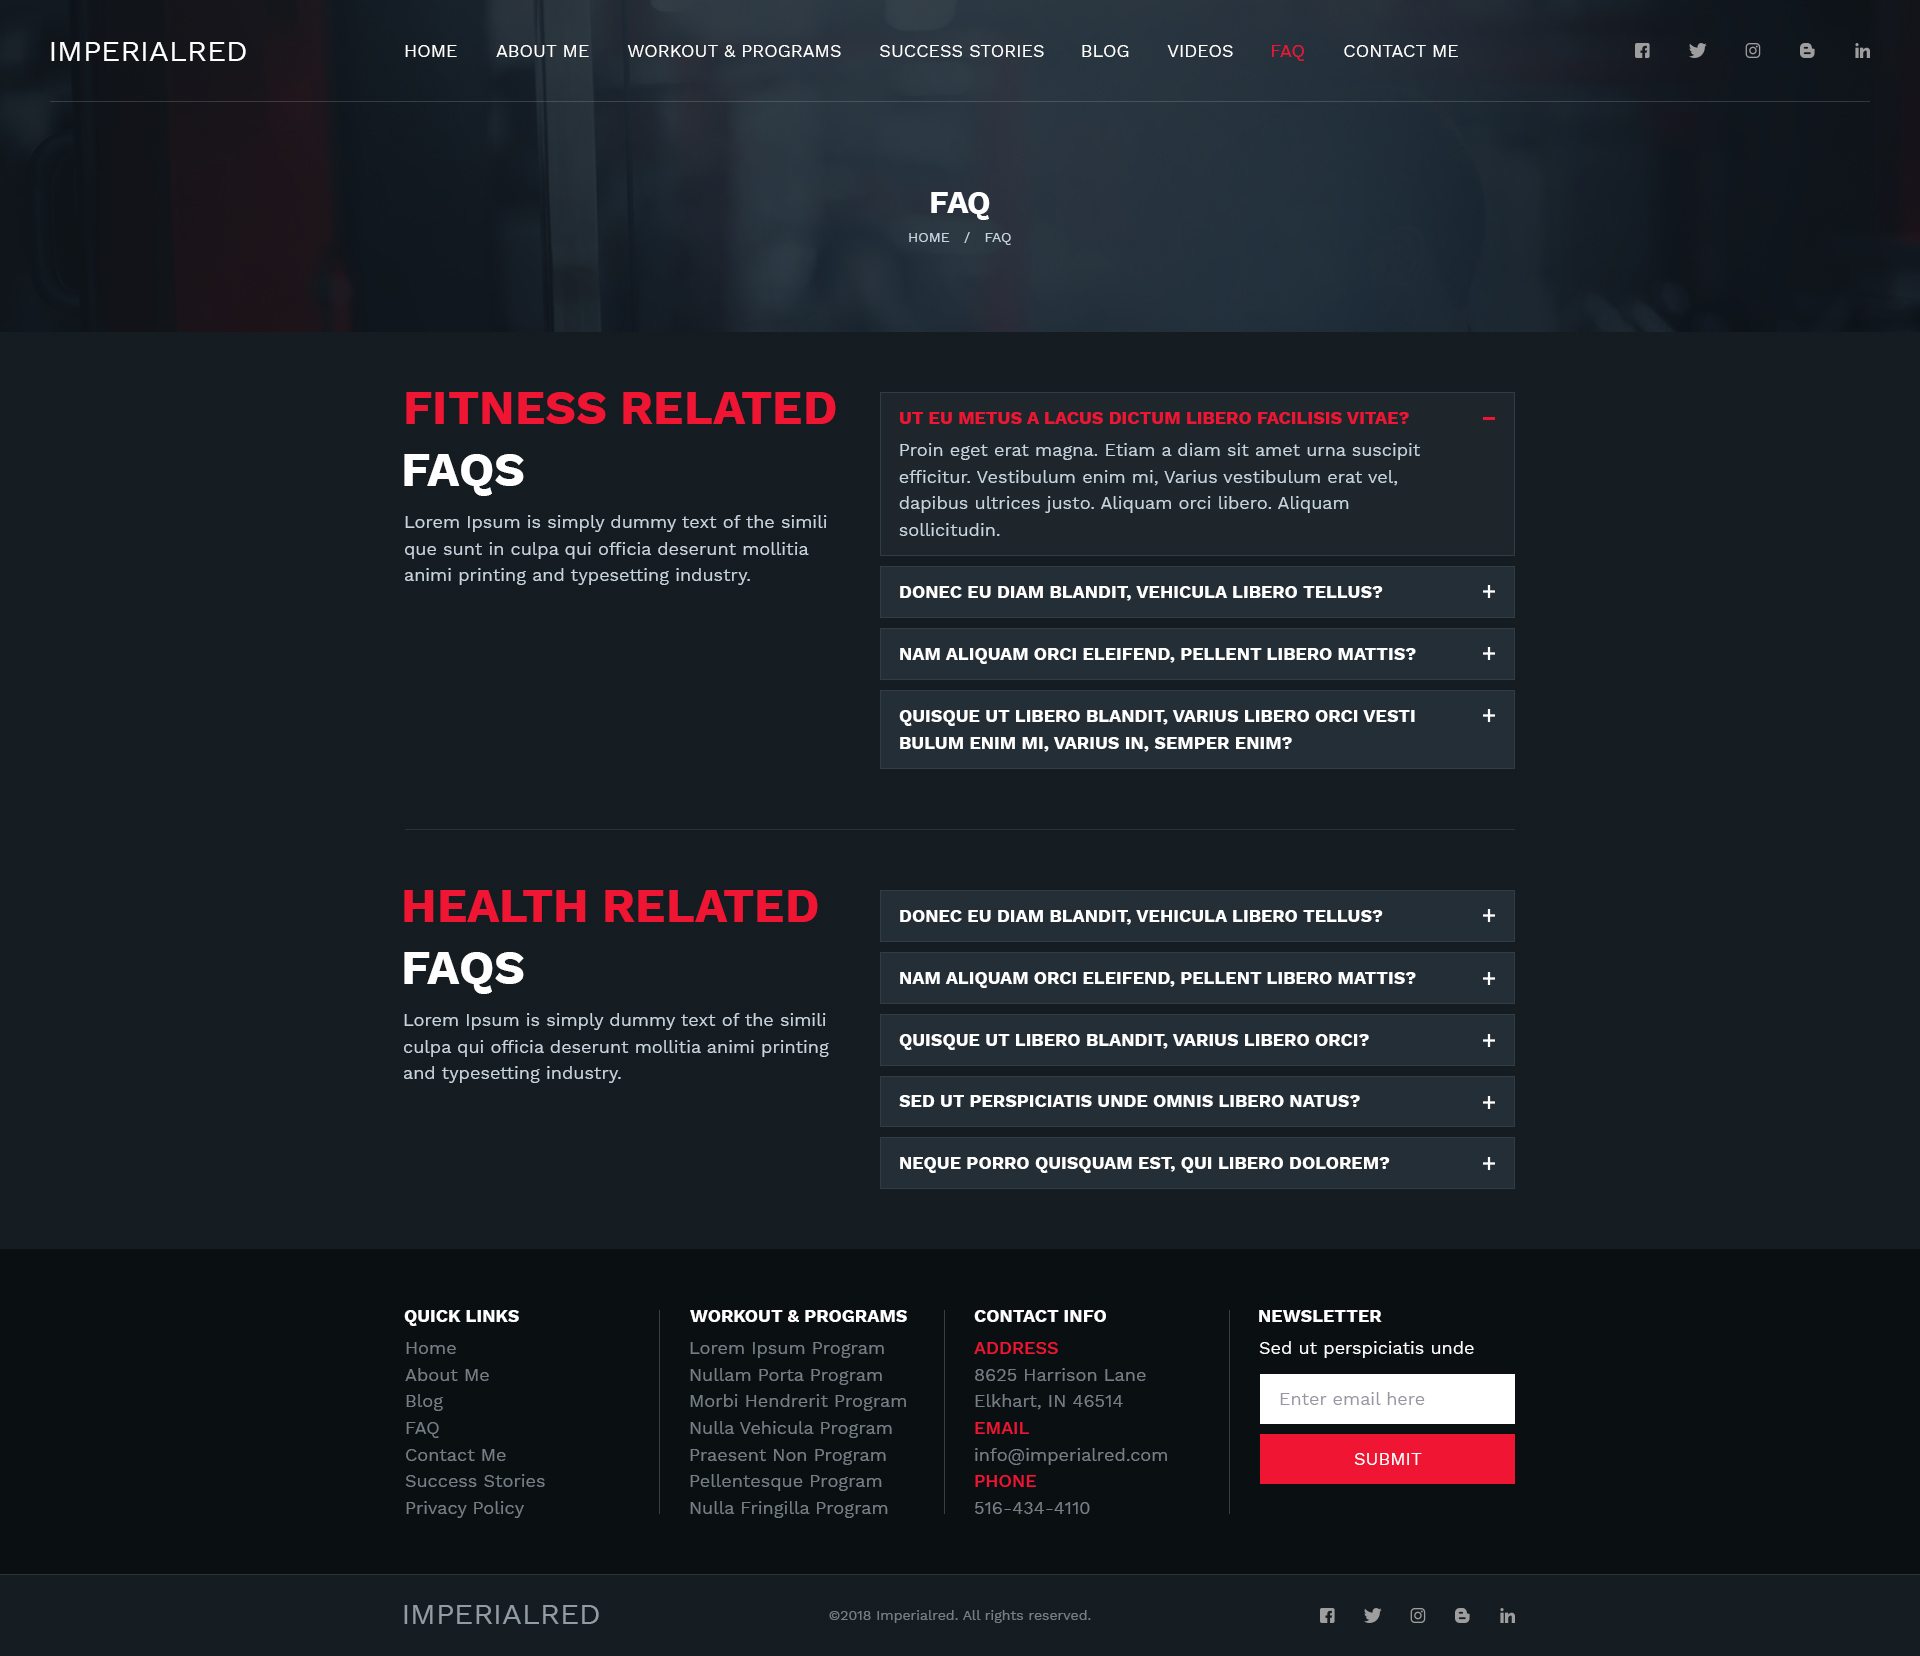 IMPERIALRED
HOME ABOUT ME WORKOUT & PROGRAMS SUCCESS STORIES BLOG VIDEOS FAQ CONTACT ME
FAQ
HOME / FAQ
FITNESS RELATED
FAQS
Lorem Ipsum is simply dummy text of the simili
que sunt in culpa qui officia deserunt mollitia
animi printing and typesetting industry.
UT EU METUS A LACUS DICTUM LIBERO FACILISIS VITAE? −
Proin eget erat magna. Etiam a diam sit amet urna suscipit
efficitur. Vestibulum enim mi, Varius vestibulum erat vel,
dapibus ultrices justo. Aliquam orci libero. Aliquam
sollicitudin.
DONEC EU DIAM BLANDIT, VEHICULA LIBERO TELLUS? +
NAM ALIQUAM ORCI ELEIFEND, PELLENT LIBERO MATTIS? +
QUISQUE UT LIBERO BLANDIT, VARIUS LIBERO ORCI VESTI +
BULUM ENIM MI, VARIUS IN, SEMPER ENIM?
HEALTH RELATED
FAQS
Lorem Ipsum is simply dummy text of the simili
culpa qui officia deserunt mollitia animi printing
and typesetting industry.
DONEC EU DIAM BLANDIT, VEHICULA LIBERO TELLUS? +
NAM ALIQUAM ORCI ELEIFEND, PELLENT LIBERO MATTIS? +
QUISQUE UT LIBERO BLANDIT, VARIUS LIBERO ORCI? +
SED UT PERSPICIATIS UNDE OMNIS LIBERO NATUS? +
NEQUE PORRO QUISQUAM EST, QUI LIBERO DOLOREM? +
QUICK LINKS
Home
About Me
Blog
FAQ
Contact Me
Success Stories
Privacy Policy
WORKOUT & PROGRAMS
Lorem Ipsum Program
Nullam Porta Program
Morbi Hendrerit Program
Nulla Vehicula Program
Praesent Non Program
Pellentesque Program
Nulla Fringilla Program
CONTACT INFO
ADDRESS
8625 Harrison Lane
Elkhart, IN 46514
EMAIL
info@imperialred.com
PHONE
516-434-4110
NEWSLETTER
Sed ut perspiciatis unde
Enter email here
SUBMIT
IMPERIALRED
©2018 Imperialred. All rights reserved.